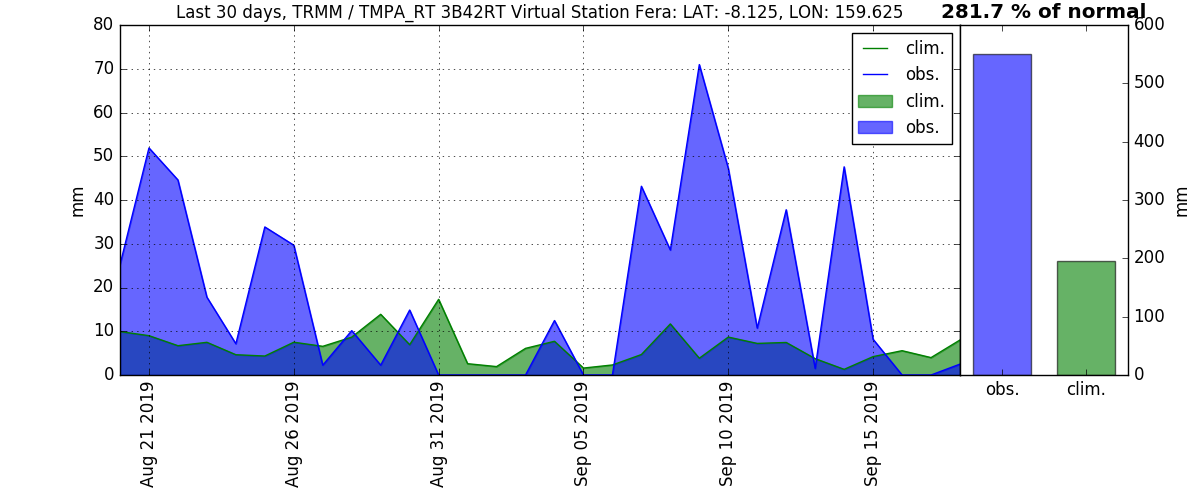 Last 30 days, TRMM / TMPA_RT 3B42RT Virtual Station Fera: LAT: -8.125, LON: 159.625
281.7 % of normal
80
70
60
50
40
30
20
10
0
mm
clim.
obs.
clim.
obs.
Aug 21 2019
Aug 26 2019
Aug 31 2019
Sep 05 2019
Sep 10 2019
Sep 15 2019
600
500
400
300
200
100
0
mm
obs.
clim.